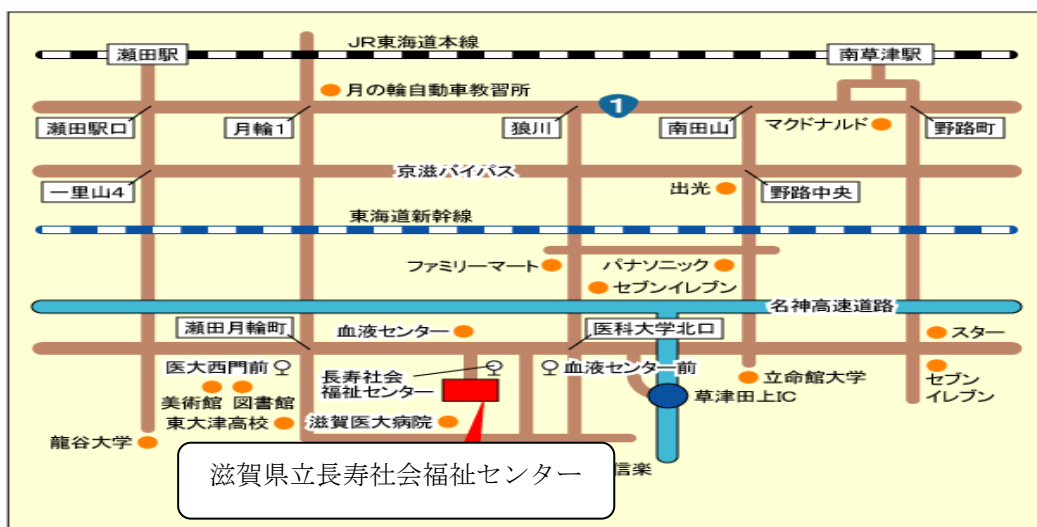 JR東海道本線
瀬田駅
南草津駅
月の輪自動車教習所
1
瀬田駅口
月輪1
狼川
南田山
マクドナルド
野路町
京滋バイパス
一里山4
出光
野路中央
東海道新幹線
ファミリーマート
パナソニック
セブンイレブン
名神高速道路
瀬田月輪町
血液センター
医科大学北口
スター
医大西門前
長寿社会
福祉センター
血液センター前
立命館大学
セブン
イレブン
美術館
図書館
草津田上IC
東大津高校
滋賀医大病院
龍谷大学
信楽
滋賀県立長寿社会福祉センター